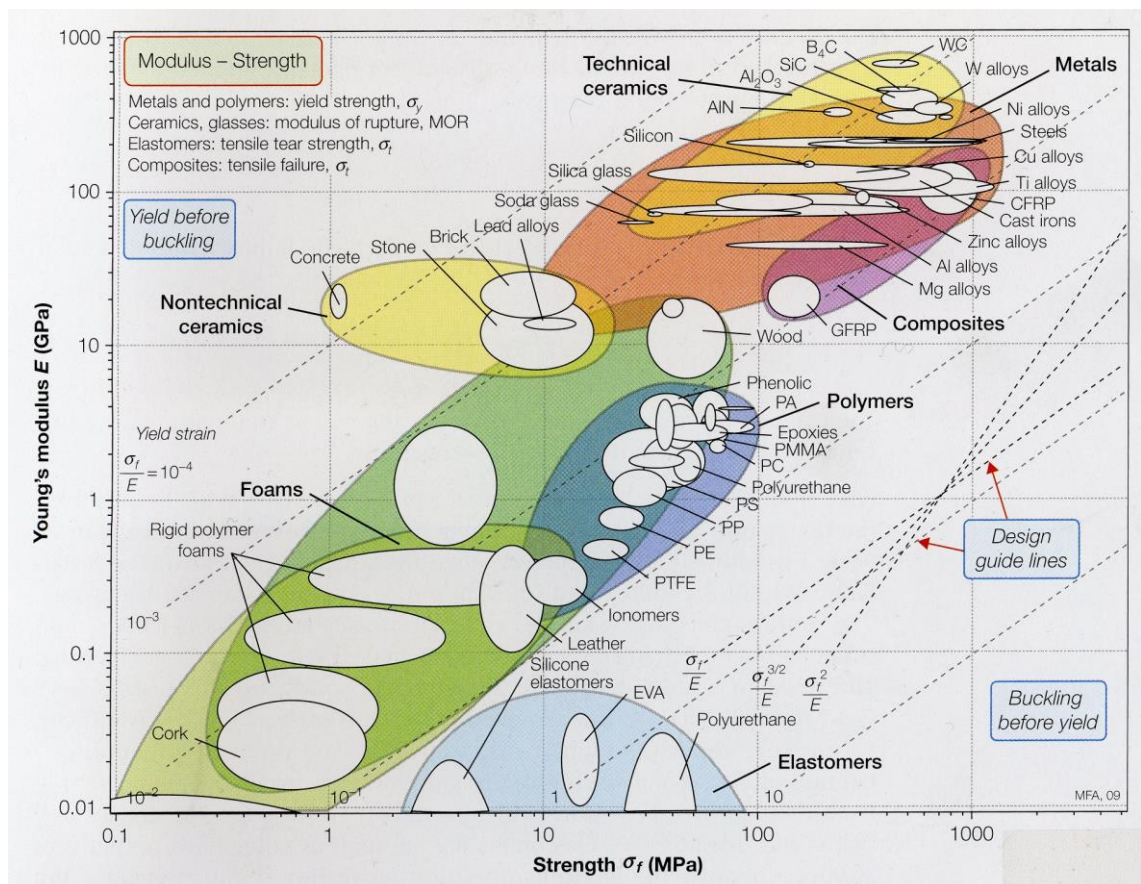 1000
Modulus – Strength
Metals and polymers: yield strength, σy
Ceramics, glasses: modulus of rupture, MOR
Elastomers: tensile tear strength, σt
Composites: tensile failure, σt
Technical
ceramics
B4C
SiC
Al2O3
AlN
WC
W alloys
Metals
Ni alloys
Steels
Silicon
Cu alloys
Silica glass
Ti alloys
CFRP
Cast irons
Soda glass
Zinc alloys
Al alloys
Mg alloys
100
Yield before
buckling
Lead alloys
Brick
Stone
Concrete
Nontechnical
ceramics
GFRP
Composites
Wood
10
Young's modulus E (GPa)
Phenolic
PA
Polymers
Epoxies
PMMA
PC
Polyurethane
PS
PP
PE
PTFE
Yield strain
σf/E = 10⁻⁴
1
Foams
Rigid polymer
foams
Design
guide lines
Ionomers
Leather
10⁻³
0.1
Silicone
elastomers
EVA
Polyurethane
σf/E
σf^3/2/E
σf^2/E
Buckling
before yield
Cork
Elastomers
10⁻²
10⁻¹
1
10
MFA, 09
0.01
0.1
1
10
100
1000
Strength σf (MPa)